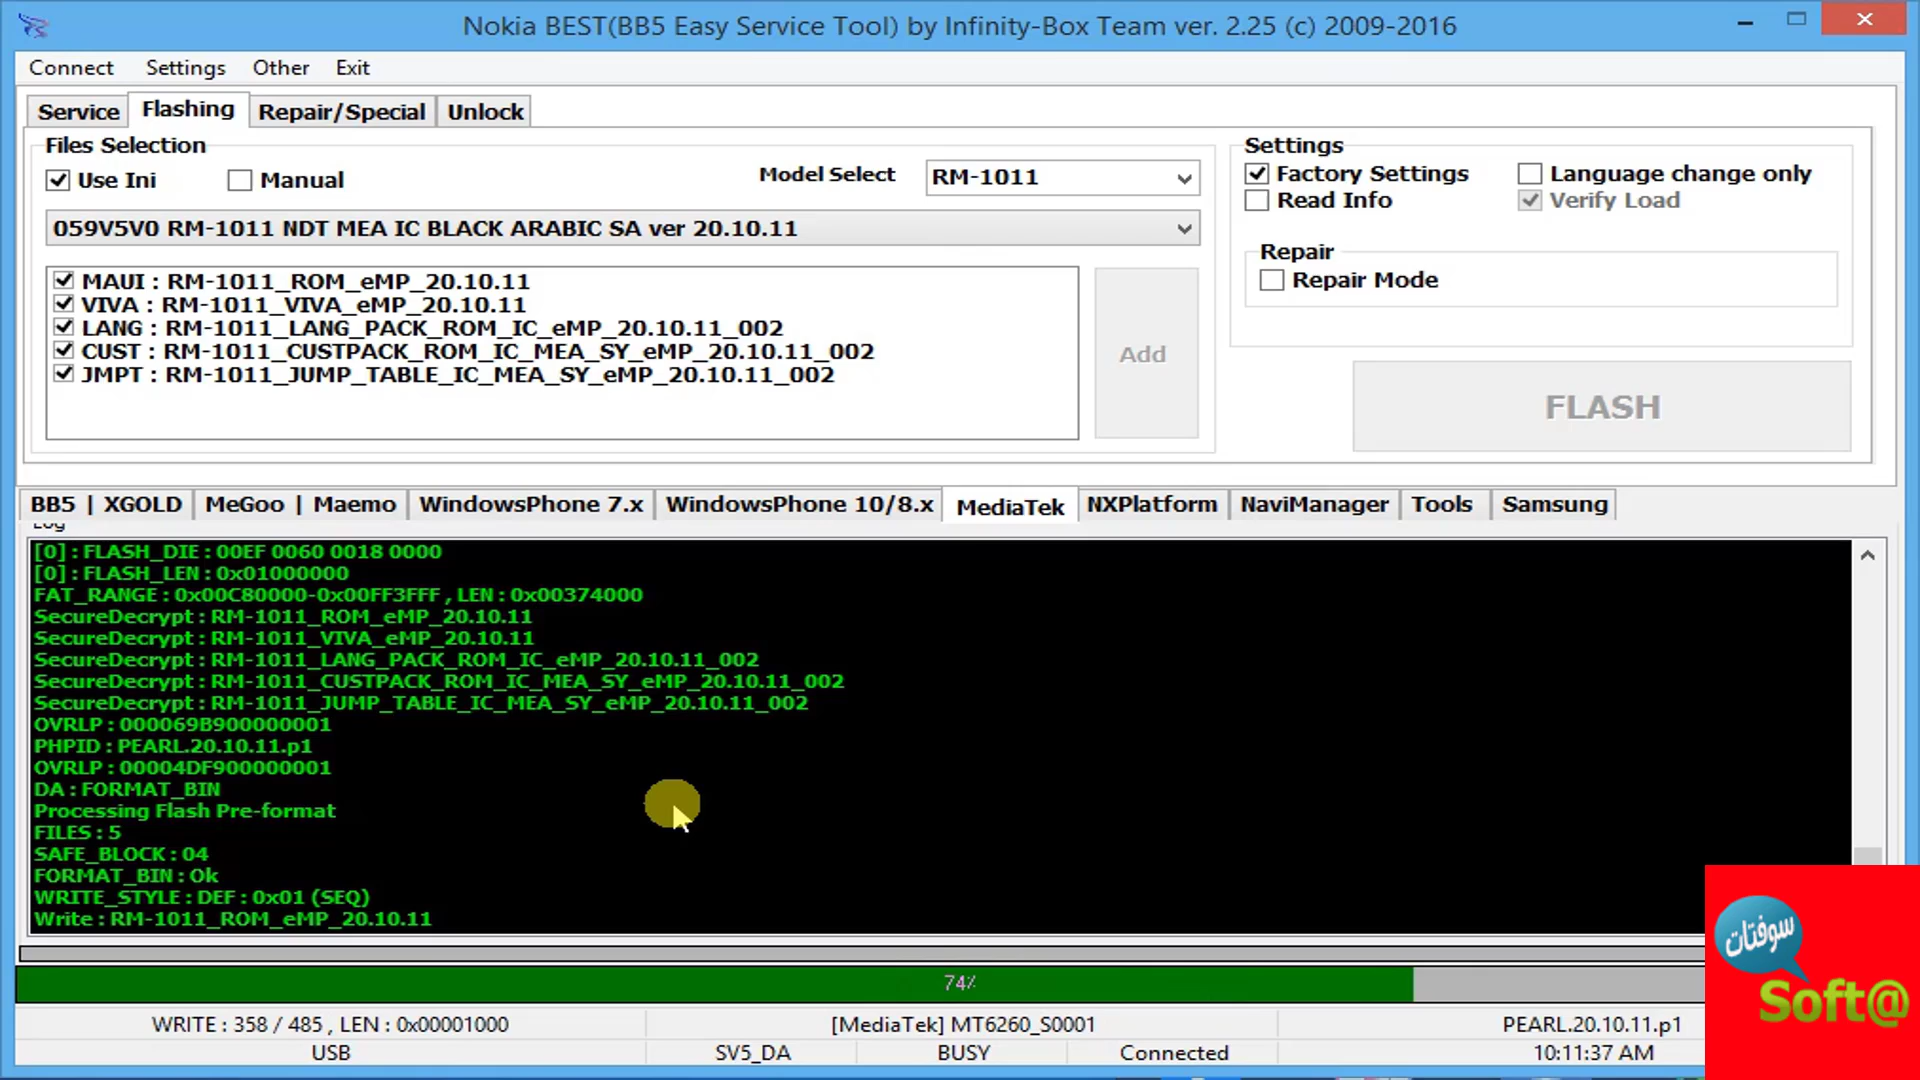 Nokia BEST(BB5 Easy Service Tool) by Infinity-Box Team ver. 2.25 (c) 2009-2016
Connect Settings Other Exit
Service Flashing Repair/Special Unlock
Files Selection
Use Ini Manual Model Select RM-1011
059V5V0 RM-1011 NDT MEA IC BLACK ARABIC SA ver 20.10.11
MAUI : RM-1011_ROM_eMP_20.10.11
VIVA : RM-1011_VIVA_eMP_20.10.11
LANG : RM-1011_LANG_PACK_ROM_IC_eMP_20.10.11_002
CUST : RM-1011_CUSTPACK_ROM_IC_MEA_SY_eMP_20.10.11_002
JMPT : RM-1011_JUMP_TABLE_IC_MEA_SY_eMP_20.10.11_002
Add
Settings
Factory Settings Language change only
Read Info Verify Load
Repair
Repair Mode
FLASH
BB5 | XGOLD MeGoo | Maemo WindowsPhone 7.x WindowsPhone 10/8.x MediaTek NXPlatform NaviManager Tools Samsung
Log
[0] : FLASH_DIE : 00EF 0060 0018 0000
[0] : FLASH_LEN : 0x01000000
FAT_RANGE : 0x00C80000-0x00FF3FFF , LEN : 0x00374000
SecureDecrypt : RM-1011_ROM_eMP_20.10.11
SecureDecrypt : RM-1011_VIVA_eMP_20.10.11
SecureDecrypt : RM-1011_LANG_PACK_ROM_IC_eMP_20.10.11_002
SecureDecrypt : RM-1011_CUSTPACK_ROM_IC_MEA_SY_eMP_20.10.11_002
SecureDecrypt : RM-1011_JUMP_TABLE_IC_MEA_SY_eMP_20.10.11_002
OVRLP : 000069B900000001
PHPID : PEARL.20.10.11.p1
OVRLP : 00004DF900000001
DA : FORMAT_BIN
Processing Flash Pre-format
FILES : 5
SAFE_BLOCK : 04
FORMAT_BIN : Ok
WRITE_STYLE : DEF : 0x01 (SEQ)
Write : RM-1011_ROM_eMP_20.10.11
74%
WRITE : 358 / 485 , LEN : 0x00001000 [MediaTek] MT6260_S0001 PEARL.20.10.11.p1
USB SV5_DA BUSY Connected 10:11:37 AM
سوفتات
Soft@